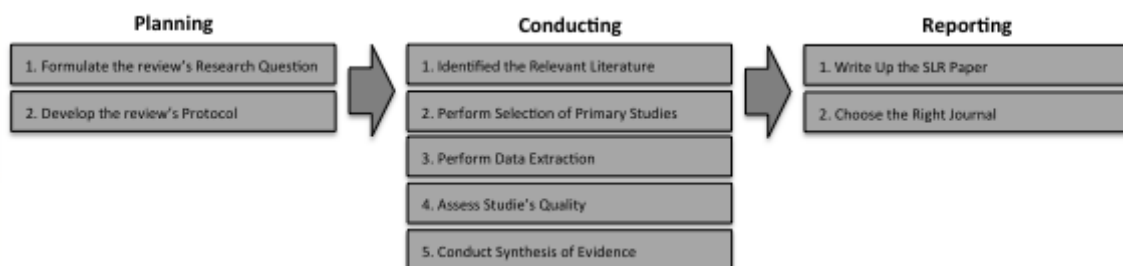 Planning
1. Formulate the review's Research Question
2. Develop the review's Protocol
Conducting
1. Identified the Relevant Literature
2. Perform Selection of Primary Studies
3. Perform Data Extraction
4. Assess Studie's Quality
5. Conduct Synthesis of Evidence
Reporting
1. Write Up the SLR Paper
2. Choose the Right Journal